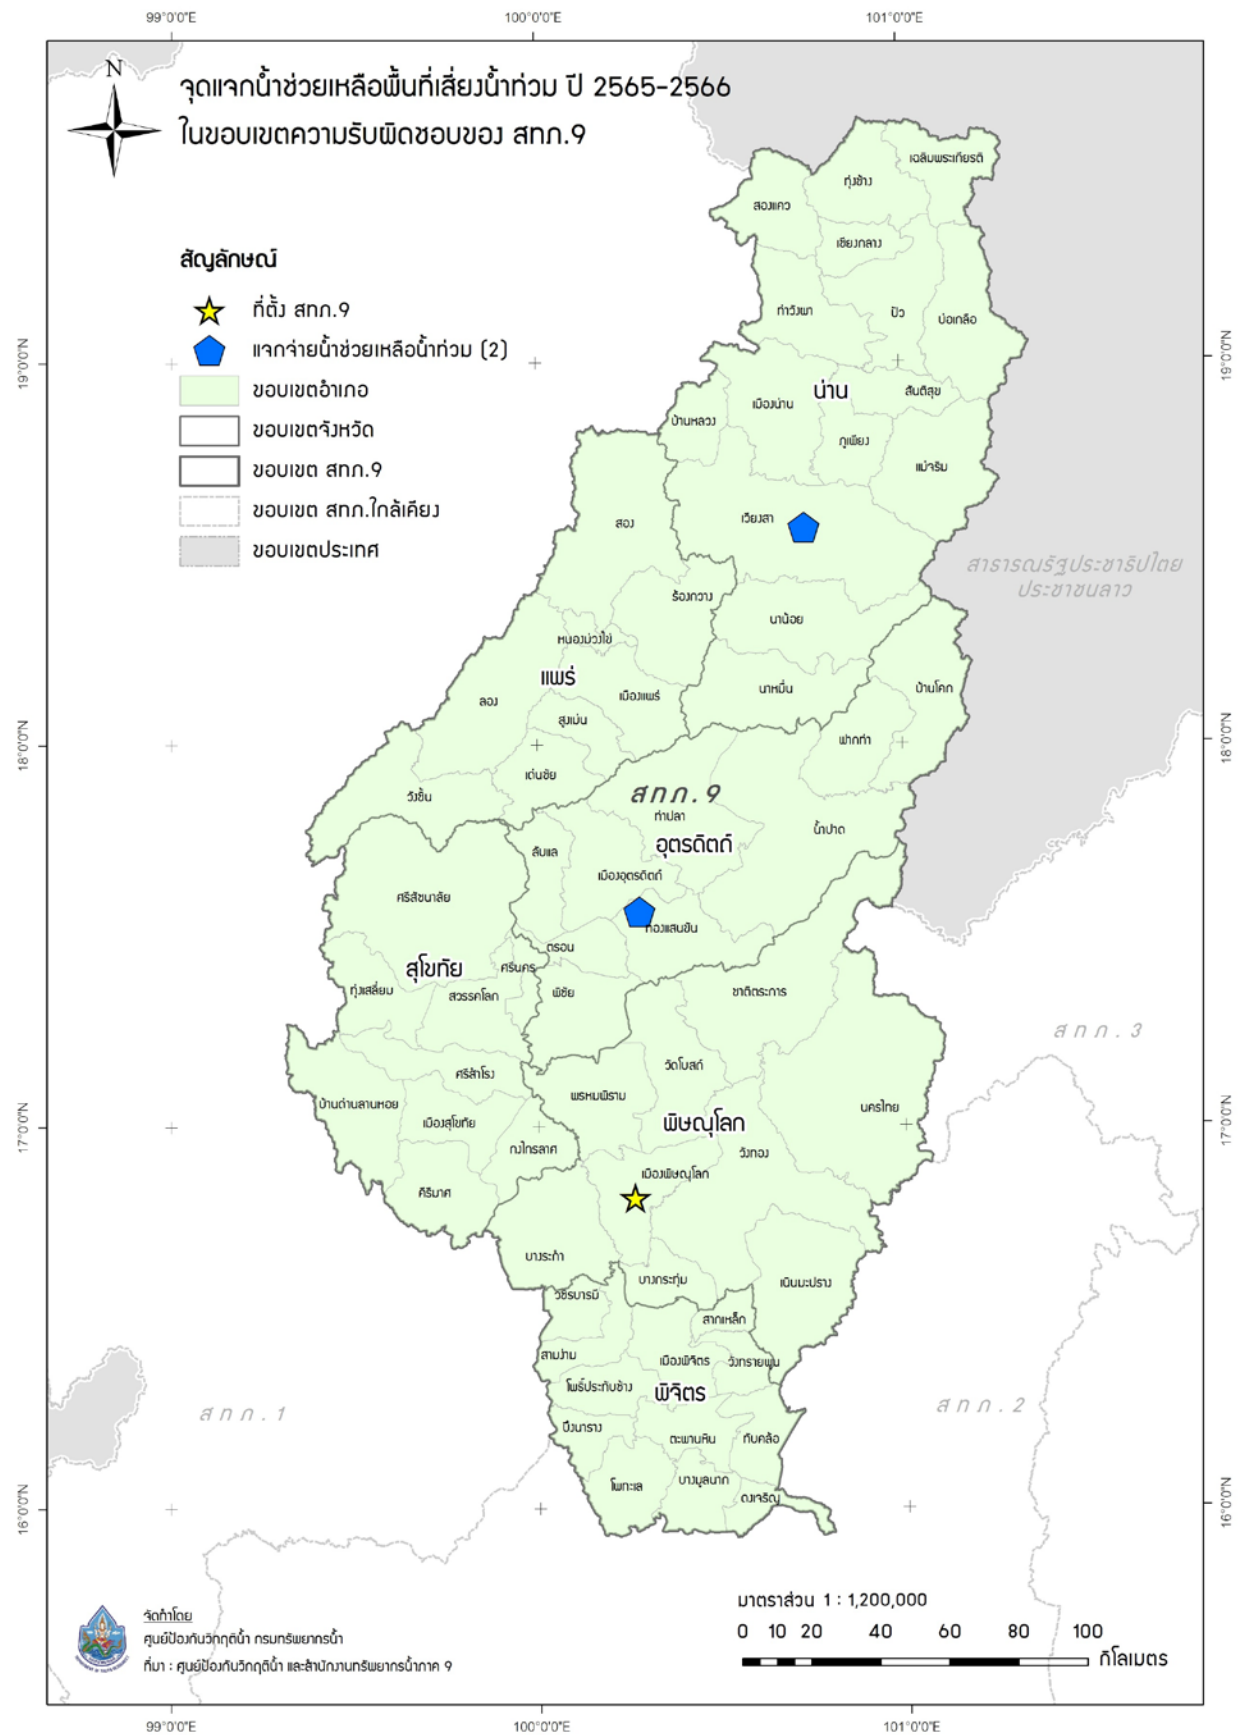 99°0'0"E 100°0'0"E 101°0'0"E
N
จุดแจกน้ำช่วยเหลือพื้นที่เสี่ยงน้ำท่วม ปี 2565-2566
ในขอบเขตความรับผิดชอบของ สทภ.9
สัญลักษณ์
ที่ตั้ง สทภ.9
แจกจ่ายน้ำช่วยเหลือน้ำท่วม (2)
ขอบเขตอำเภอ
ขอบเขตจังหวัด
ขอบเขต สทภ.9
ขอบเขต สทภ.ใกล้เคียง
ขอบเขตประเทศ
เฉลิมพระเกียรติ
ทุ่งช้าง
สองแคว
เชียงกลาง
ท่าวังผา
ปัว
บ่อเกลือ
19°0'0"N
19°0'0"N
น่าน
สันติสุข
เมืองน่าน
บ้านหลวง
ภูเพียง
แม่จริม
เวียงสา
สอง
สาธารณรัฐประชาธิปไตย
ประชาชนลาว
ร้องกวาง
นาน้อย
หนองม่วงไข่
แพร่
นาหมื่น
บ้านโคก
เมืองแพร่
ลอง
สูงเม่น
18°0'0"N
18°0'0"N
ฟากท่า
เด่นชัย
วังชิ้น
สทภ.9
ท่าปลา
น้ำปาด
อุตรดิตถ์
ลับแล
เมืองอุตรดิตถ์
ศรีสัชนาลัย
ทองแสนขัน
ตรอน
สุโขทัย
ศรีนคร
ทุ่งเสลี่ยม
สวรรคโลก
พิชัย
ชาติตระการ
สทภ.3
วัดโบสถ์
ศรีสำโรง
พรหมพิราม
บ้านด่านลานหอย
นครไทย
17°0'0"N
17°0'0"N
เมืองสุโขทัย
พิษณุโลก
กงไกรลาศ
วังทอง
เมืองพิษณุโลก
คีรีมาศ
บางระกำ
บางกระทุ่ม
เนินมะปราง
วชิรบารมี
สากเหล็ก
สามง่าม
เมืองพิจิตร
วังทรายพูน
โพธิ์ประทับช้าง
พิจิตร
สทภ.1
สทภ.2
บึงนาราง
ตะพานหิน
ทับคล้อ
โพทะเล
บางมูลนาก
ดงเจริญ
16°0'0"N
16°0'0"N
มาตราส่วน 1 : 1,200,000
0 10 20 40 60 80 100
กิโลเมตร
จัดทำโดย
ศูนย์ป้องกันวิกฤติน้ำ กรมทรัพยากรน้ำ
ที่มา : ศูนย์ป้องกันวิกฤติน้ำ และสำนักงานทรัพยากรน้ำภาค 9
99°0'0"E 100°0'0"E 101°0'0"E